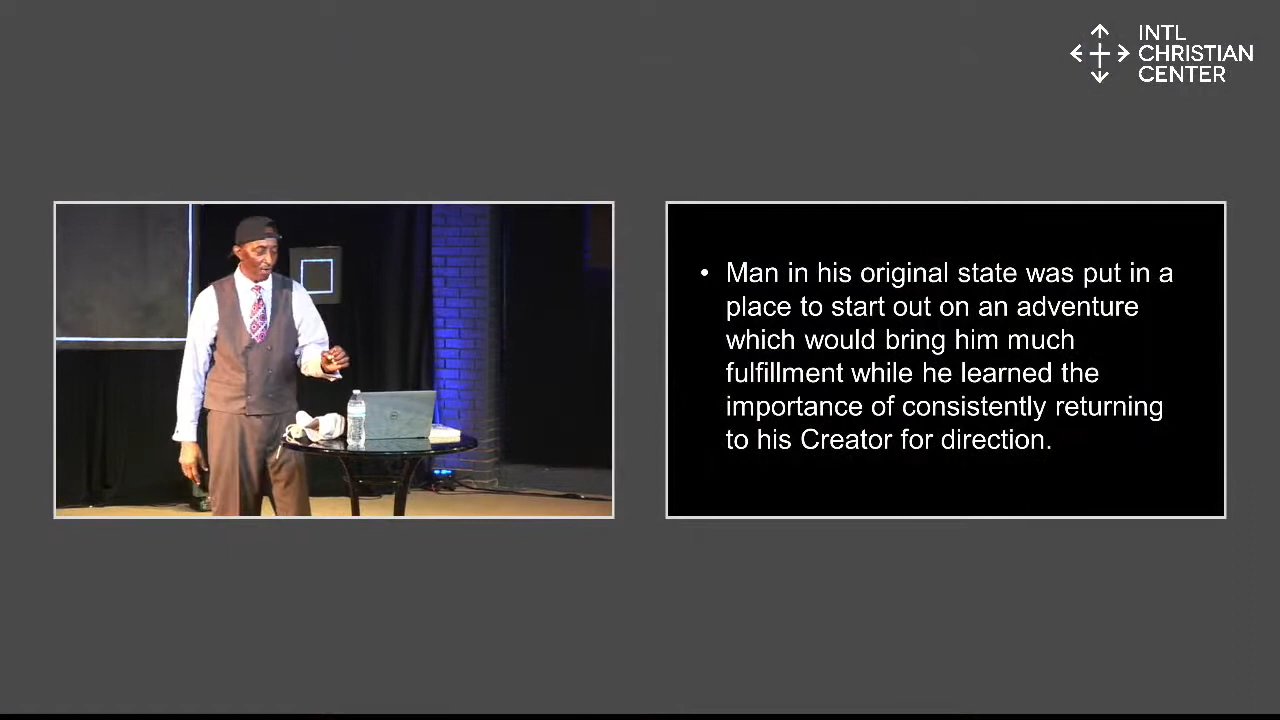 INTL
CHRISTIAN
CENTER
• Man in his original state was put in a
place to start out on an adventure
which would bring him much
fulfillment while he learned the
importance of consistently returning
to his Creator for direction.